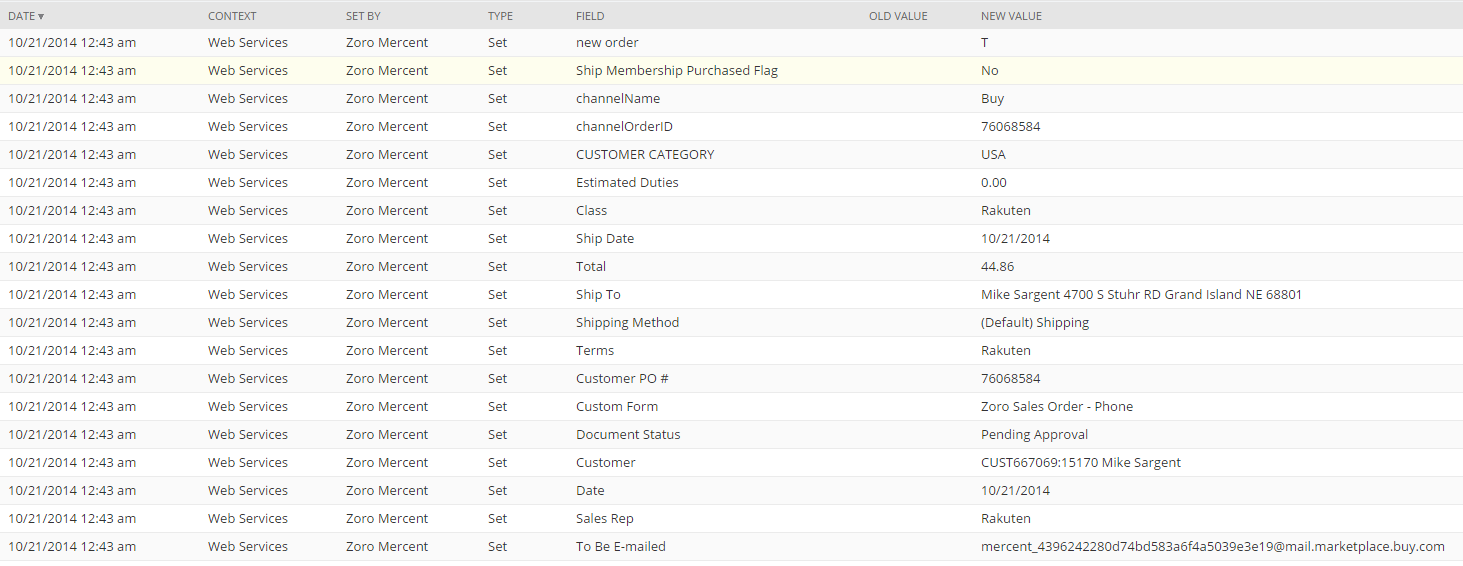 DATE▼ CONTEXT SET BY TYPE FIELD OLD VALUE NEW VALUE
10/21/2014 12:43 am Web Services Zoro Mercent Set new order T
10/21/2014 12:43 am Web Services Zoro Mercent Set Ship Membership Purchased Flag No
10/21/2014 12:43 am Web Services Zoro Mercent Set channelName Buy
10/21/2014 12:43 am Web Services Zoro Mercent Set channelOrderID 76068584
10/21/2014 12:43 am Web Services Zoro Mercent Set CUSTOMER CATEGORY USA
10/21/2014 12:43 am Web Services Zoro Mercent Set Estimated Duties 0.00
10/21/2014 12:43 am Web Services Zoro Mercent Set Class Rakuten
10/21/2014 12:43 am Web Services Zoro Mercent Set Ship Date 10/21/2014
10/21/2014 12:43 am Web Services Zoro Mercent Set Total 44.86
10/21/2014 12:43 am Web Services Zoro Mercent Set Ship To Mike Sargent 4700 S Stuhr RD Grand Island NE 68801
10/21/2014 12:43 am Web Services Zoro Mercent Set Shipping Method (Default) Shipping
10/21/2014 12:43 am Web Services Zoro Mercent Set Terms Rakuten
10/21/2014 12:43 am Web Services Zoro Mercent Set Customer PO # 76068584
10/21/2014 12:43 am Web Services Zoro Mercent Set Custom Form Zoro Sales Order - Phone
10/21/2014 12:43 am Web Services Zoro Mercent Set Document Status Pending Approval
10/21/2014 12:43 am Web Services Zoro Mercent Set Customer CUST667069:15170 Mike Sargent
10/21/2014 12:43 am Web Services Zoro Mercent Set Date 10/21/2014
10/21/2014 12:43 am Web Services Zoro Mercent Set Sales Rep Rakuten
10/21/2014 12:43 am Web Services Zoro Mercent Set To Be E-mailed mercent_4396242280d74bd583a6f4a5039e3e19@mail.marketplace.buy.com